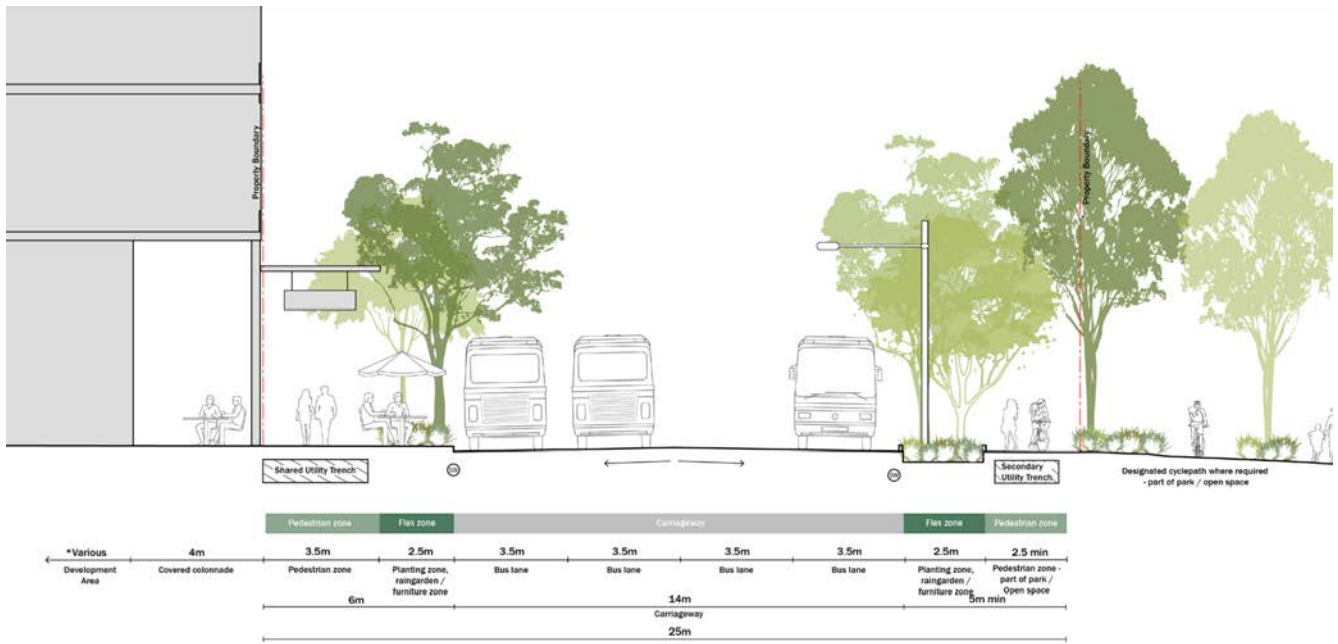 Property Boundary
Property Boundary
Shared Utility Trench
SW
SW
Secondary
Utility Trench.
Designated cyclepath where required
- part of park / open space
Pedestrian zone
Flex zone
Carriageway
Flex zone
Pedestrian zone
*Various
4m
3.5m
2.5m
3.5m
3.5m
3.5m
3.5m
2.5m
2.5 min
Development
Area
Covered colonnade
Pedestrian zone
Planting zone,
raingarden /
furniture zone
Bus lane
Bus lane
Bus lane
Bus lane
Planting zone,
raingarden /
furniture zone
Pedestrian zone -
part of park /
Open space
6m
14m
5m min
Carriageway
25m